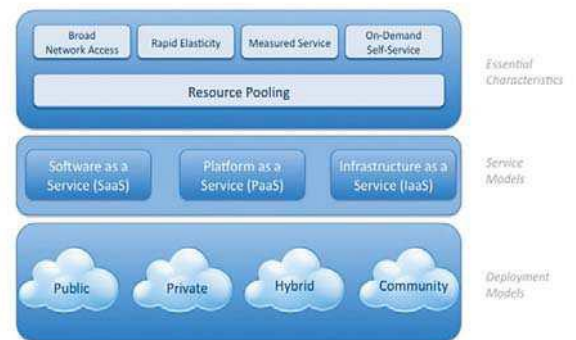 Broad
Network Access
Rapid Elasticity
Measured Service
On-Demand
Self-Service
Resource Pooling
Essential
Characteristics
Software as a
Service (SaaS)
Platform as a
Service (PaaS)
Infrastructure as a
Service (IaaS)
Service
Models
Public
Private
Hybrid
Community
Deployment
Models